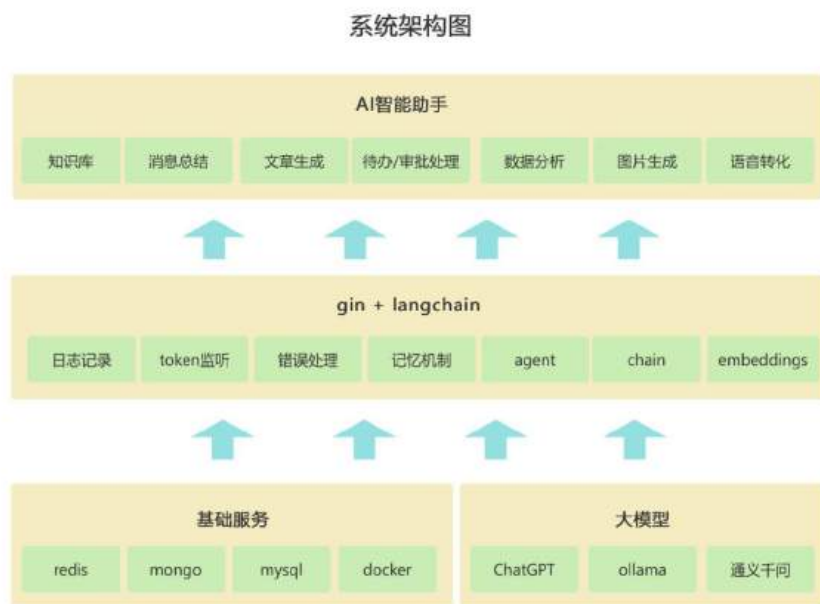 系统架构图
AI智能助手
知识库 消息总结 文章生成 待办/审批处理 数据分析 图片生成 语音转化
gin + langchain
日志记录 token监听 错误处理 记忆机制 agent chain embeddings
基础服务 大模型
redis mongo mysql docker ChatGPT ollama 通义千问